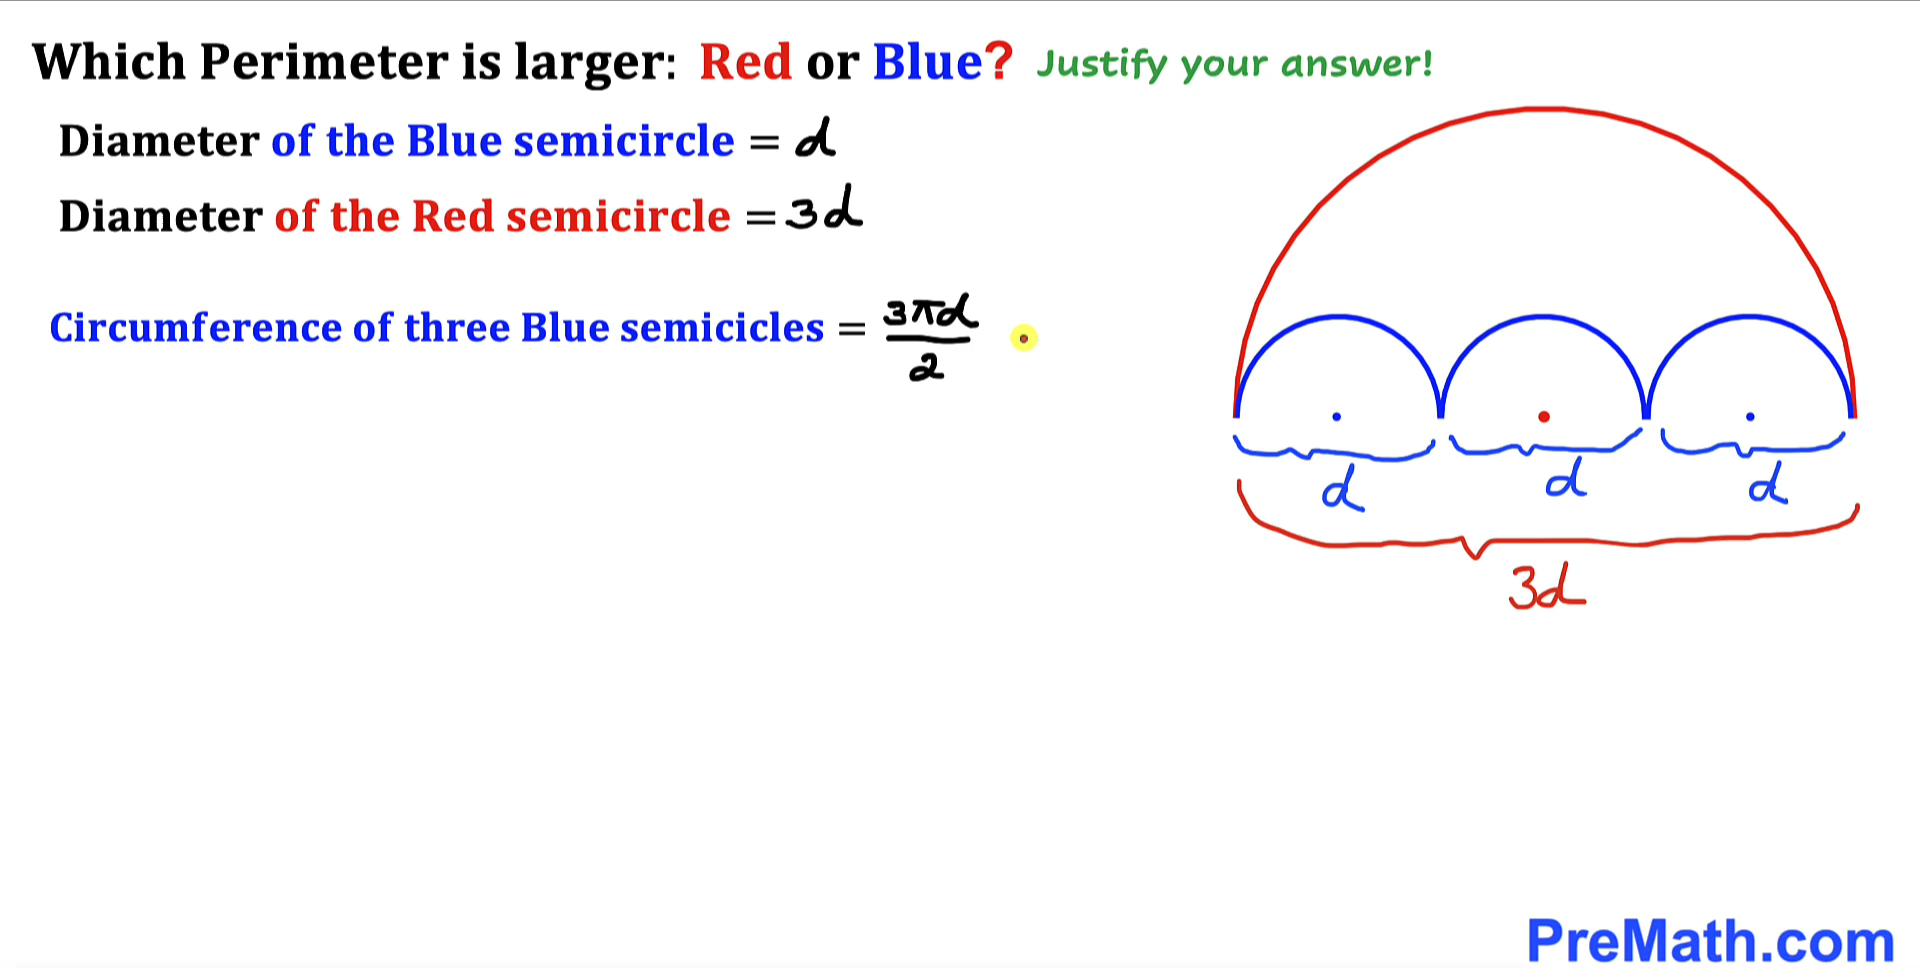 Which Perimeter is larger: Red or Blue? Justify your answer!
Diameter of the Blue semicircle = d
Diameter of the Red semicircle = 3d
Circumference of three Blue semicicles = 3πd/2
d d d
3d
PreMath.com